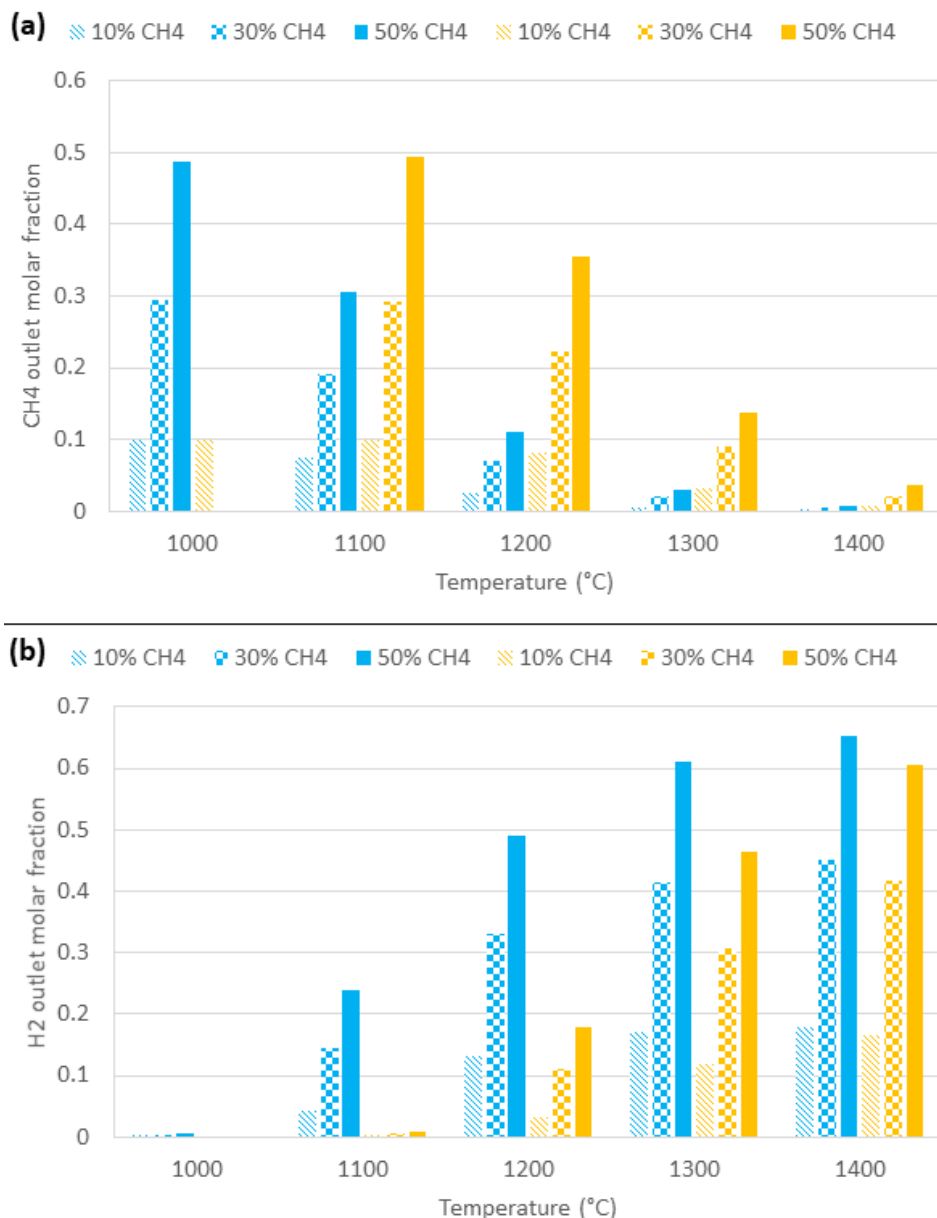 (a) 10% CH4 30% CH4 50% CH4 10% CH4 30% CH4 50% CH4
0.6
0.5
0.4
0.3
0.2
0.1
0
CH4 outlet molar fraction
1000 1100 1200 1300 1400
Temperature (°C)
(b) 10% CH4 30% CH4 50% CH4 10% CH4 30% CH4 50% CH4
0.7
0.6
0.5
0.4
0.3
0.2
0.1
0
H2 outlet molar fraction
1000 1100 1200 1300 1400
Temperature (°C)